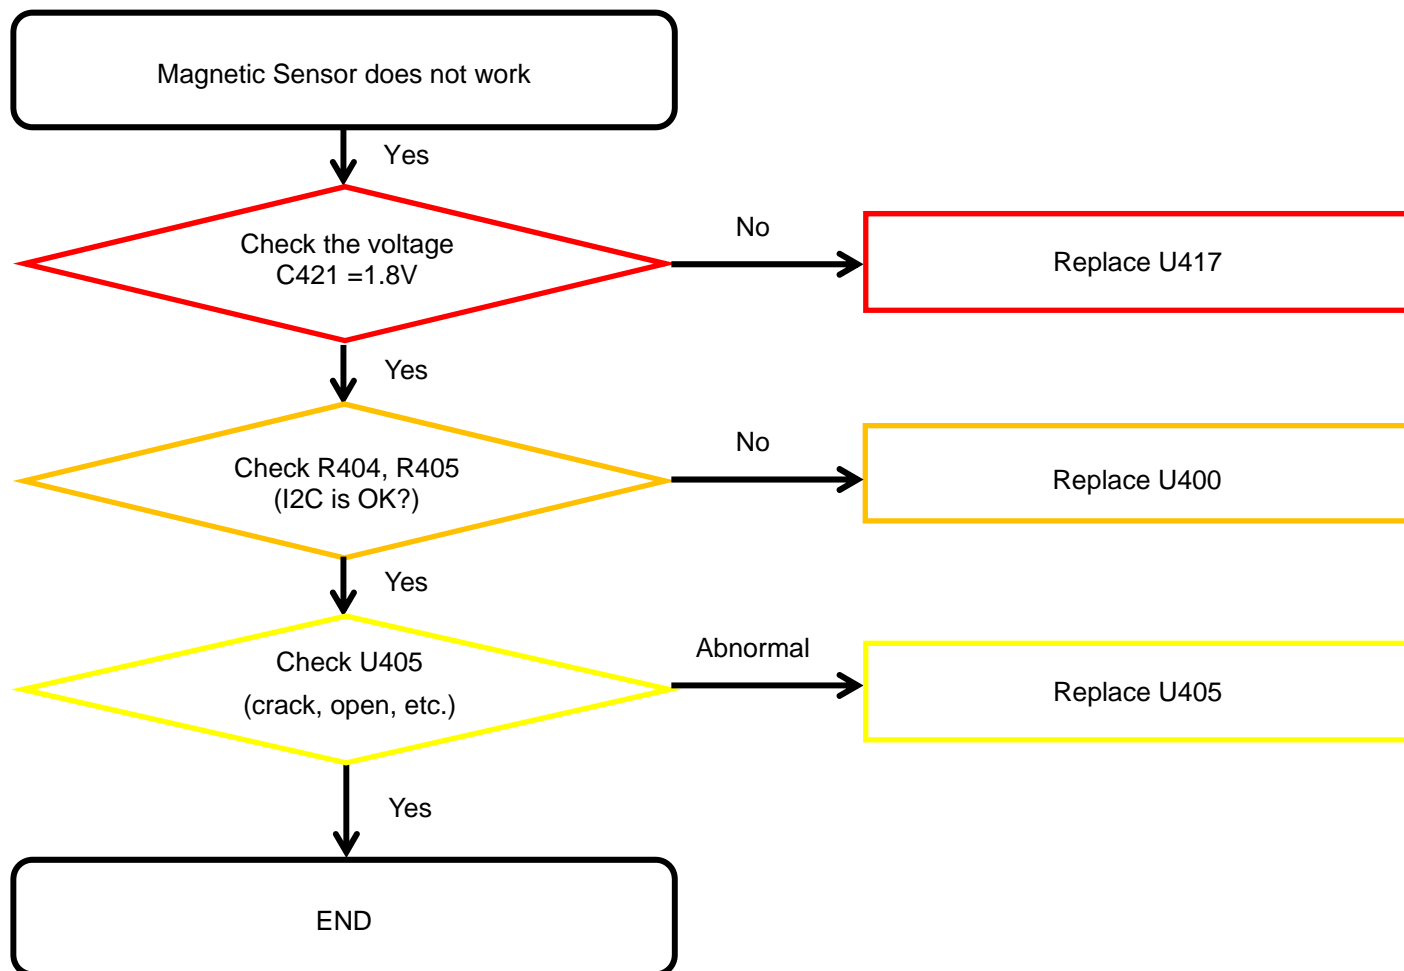 Magnetic Sensor does not work
Yes
Check the voltage
C421 =1.8V
No
Replace U417
Yes
Check R404, R405
(I2C is OK?)
No
Replace U400
Yes
Check U405
(crack, open, etc.)
Abnormal
Replace U405
Yes
END